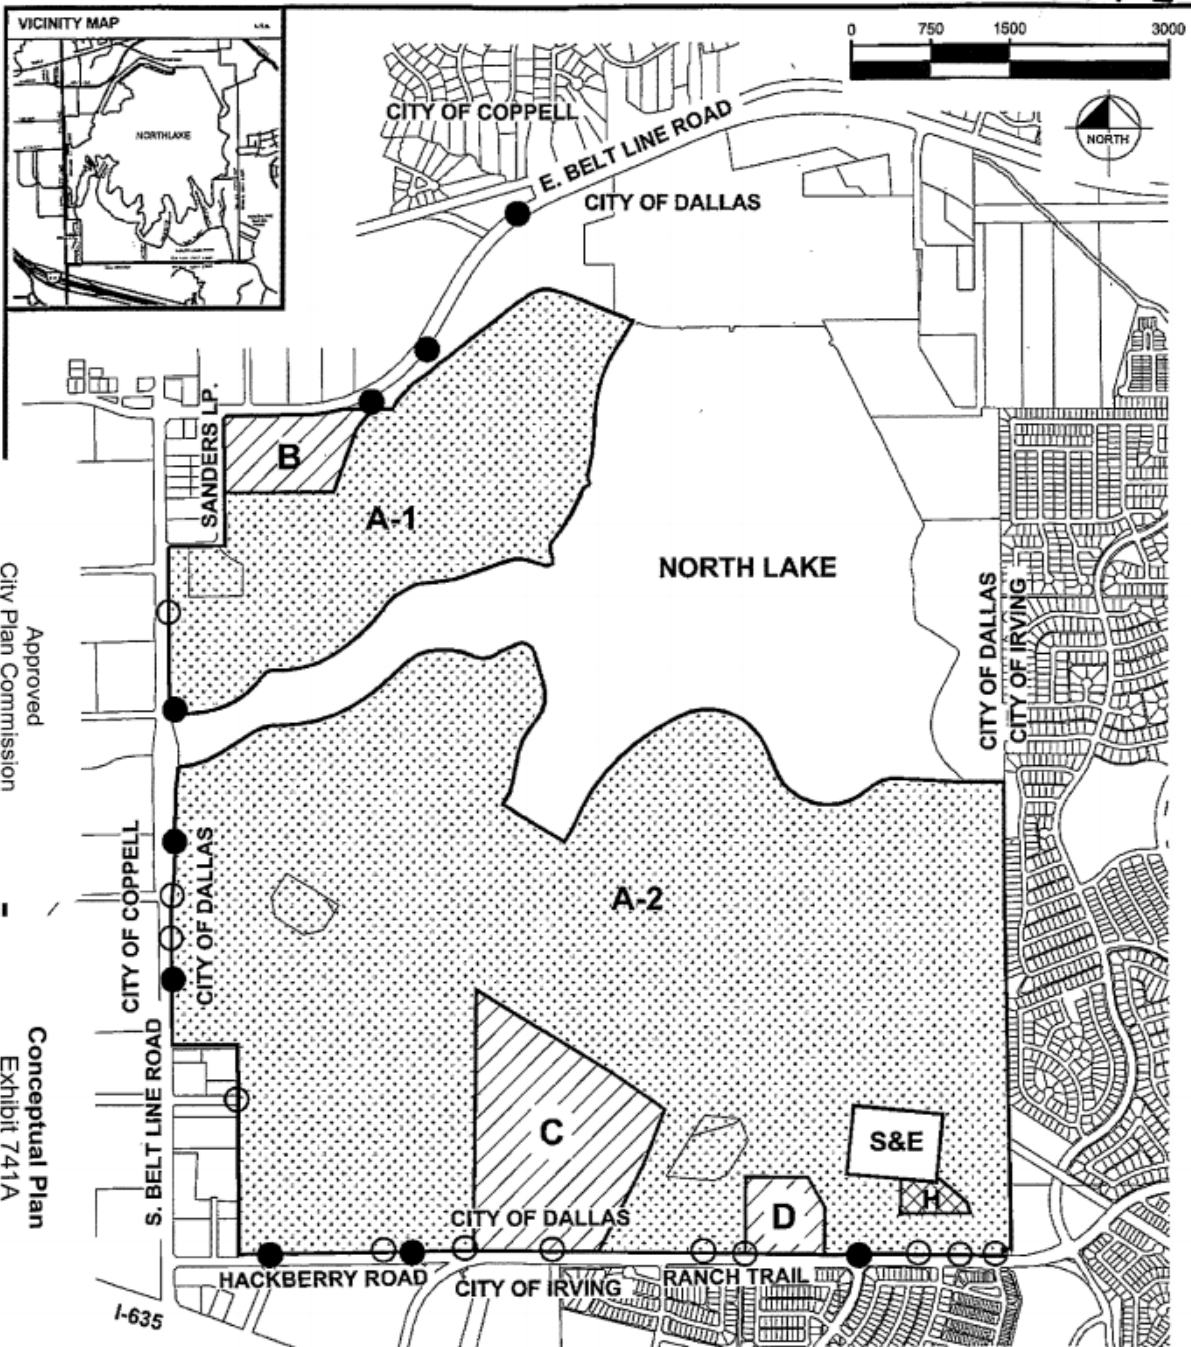 VICINITY MAP
NORTHLAKE
0 750 1500 3000
NORTH
CITY OF COPPELL
E. BELT LINE ROAD
CITY OF DALLAS
SANDERS LP.
B
A-1
NORTH LAKE
CITY OF DALLAS
CITY OF IRVING
Approved
City Plan Commission
CITY OF COPPELL
CITY OF DALLAS
A-2
S. BELT LINE ROAD
Conceptual Plan
Exhibit 741A
C
S&E
H
D
CITY OF DALLAS
HACKBERRY ROAD
CITY OF IRVING
RANCH TRAIL
I-635